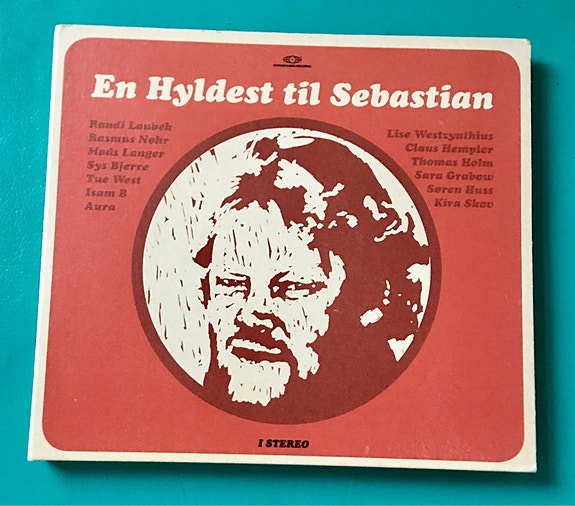 En Hyldest til Sebastian
Randi Laubek
Rasmus Nøhr
Mads Langer
Sys Bjerre
Tue West
Isam B
Aura
Lise Westzynthius
Claus Hempler
Thomas Holm
Sara Grabow
Søren Huss
Kira Skov
I STEREO